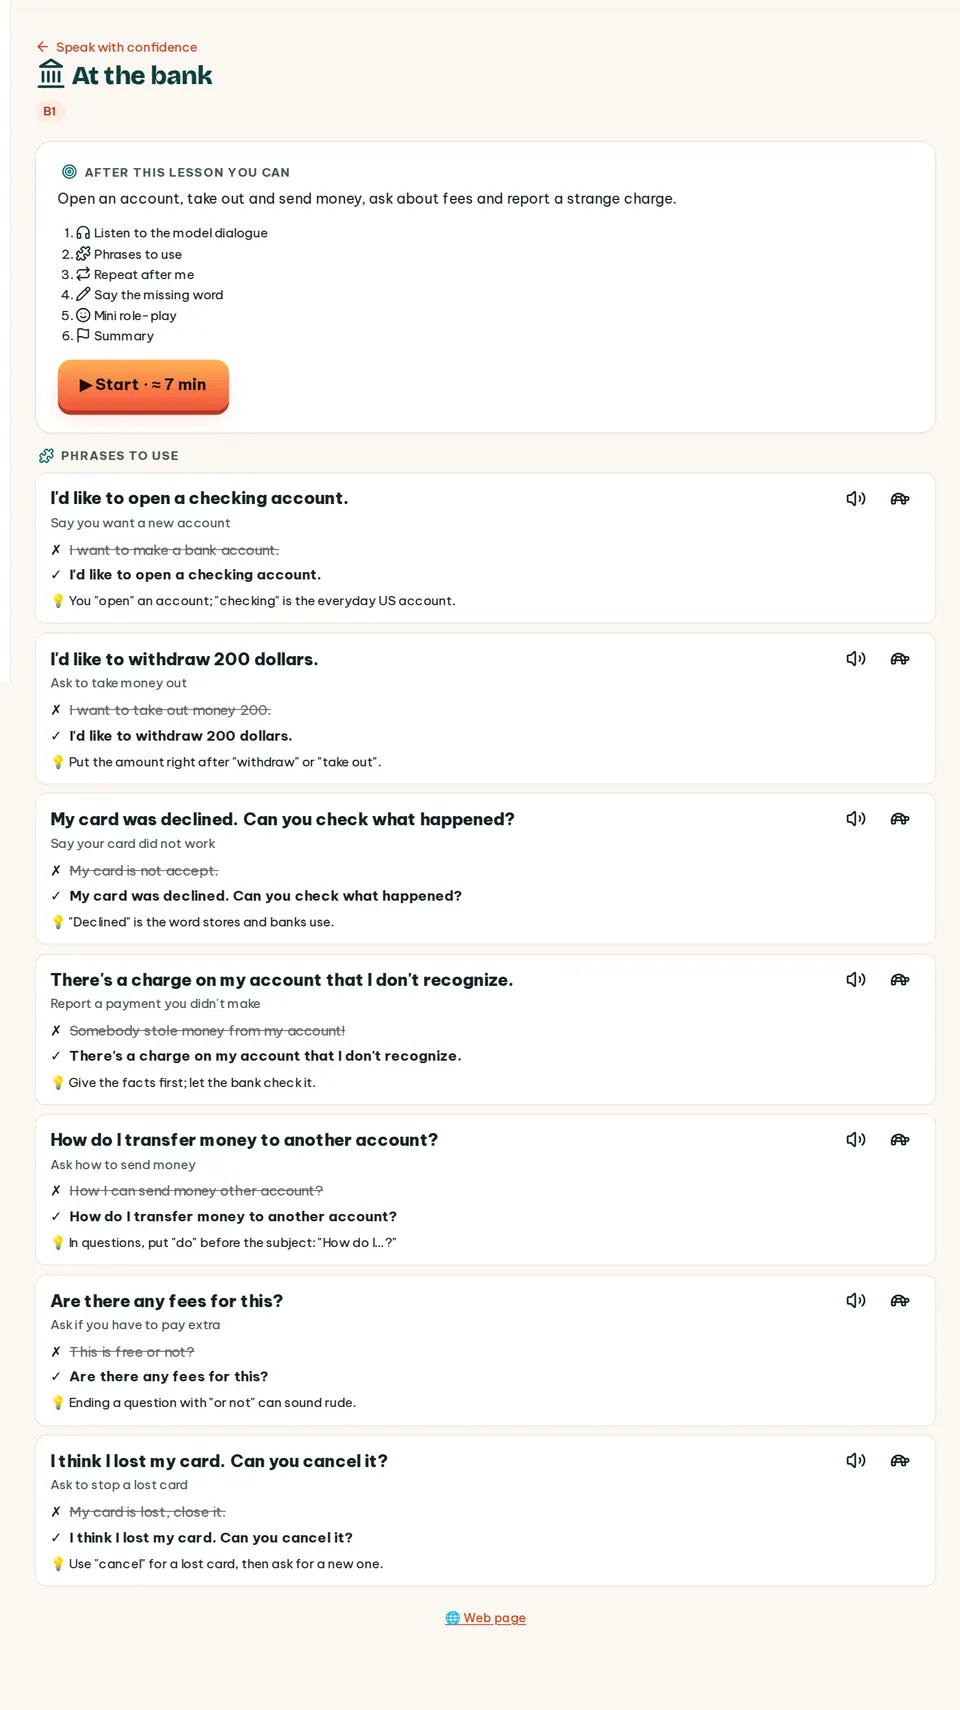 ← Speak with confidence
At the bank
B1
AFTER THIS LESSON YOU CAN
Open an account, take out and send money, ask about fees and report a strange charge.
1. Listen to the model dialogue
2. Phrases to use
3. Repeat after me
4. Say the missing word
5. Mini role-play
6. Summary
▶ Start · ≈ 7 min
PHRASES TO USE
I'd like to open a checking account.
Say you want a new account
✗ I want to make a bank account.
✓ I'd like to open a checking account.
💡 You "open" an account; "checking" is the everyday US account.
I'd like to withdraw 200 dollars.
Ask to take money out
✗ I want to take out money 200.
✓ I'd like to withdraw 200 dollars.
💡 Put the amount right after "withdraw" or "take out".
My card was declined. Can you check what happened?
Say your card did not work
✗ My card is not accept.
✓ My card was declined. Can you check what happened?
💡 "Declined" is the word stores and banks use.
There's a charge on my account that I don't recognize.
Report a payment you didn't make
✗ Somebody stole money from my account!
✓ There's a charge on my account that I don't recognize.
💡 Give the facts first; let the bank check it.
How do I transfer money to another account?
Ask how to send money
✗ How I can send money other account?
✓ How do I transfer money to another account?
💡 In questions, put "do" before the subject: "How do I…?"
Are there any fees for this?
Ask if you have to pay extra
✗ This is free or not?
✓ Are there any fees for this?
💡 Ending a question with "or not" can sound rude.
I think I lost my card. Can you cancel it?
Ask to stop a lost card
✗ My card is lost, close it.
✓ I think I lost my card. Can you cancel it?
💡 Use "cancel" for a lost card, then ask for a new one.
🌐 Web page